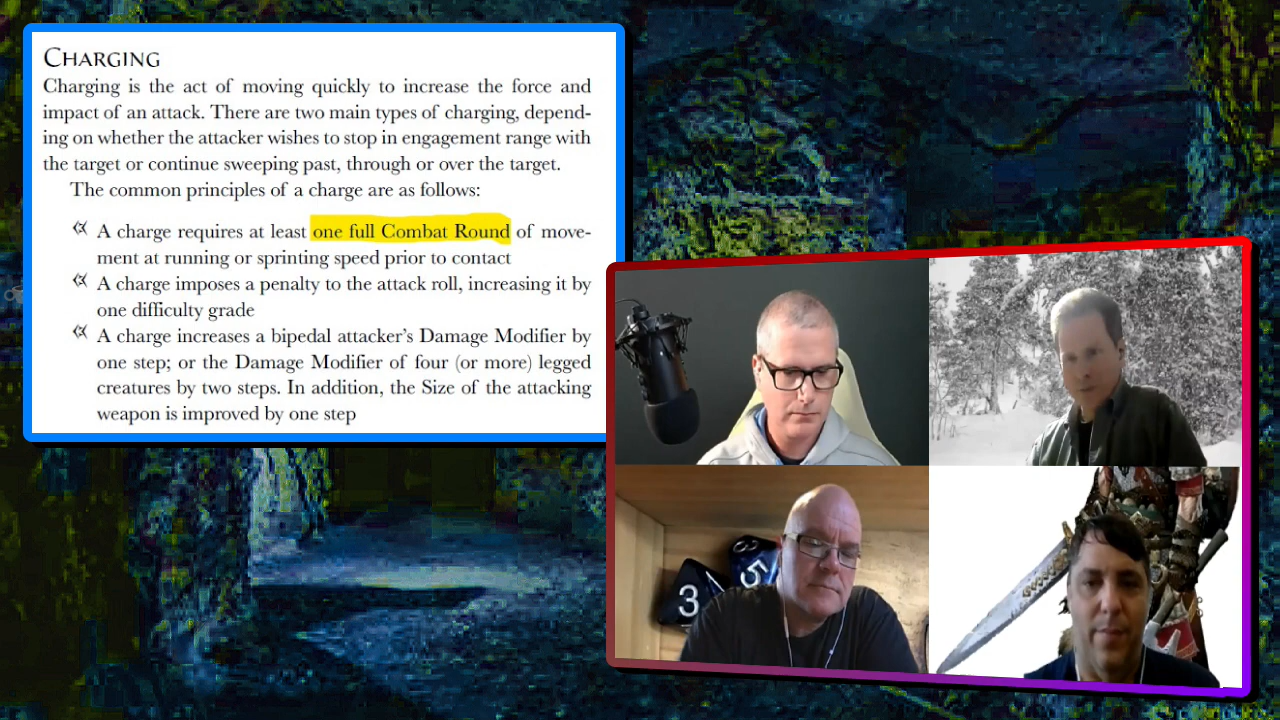 CHARGING
Charging is the act of moving quickly to increase the force and
impact of an attack. There are two main types of charging, depend-
ing on whether the attacker wishes to stop in engagement range with
the target or continue sweeping past, through or over the target.
The common principles of a charge are as follows:
A charge requires at least one full Combat Round of move-
ment at running or sprinting speed prior to contact
A charge imposes a penalty to the attack roll, increasing it by
one difficulty grade
A charge increases a bipedal attacker's Damage Modifier by
one step; or the Damage Modifier of four (or more) legged
creatures by two steps. In addition, the Size of the attacking
weapon is improved by one step
3
1
8
5